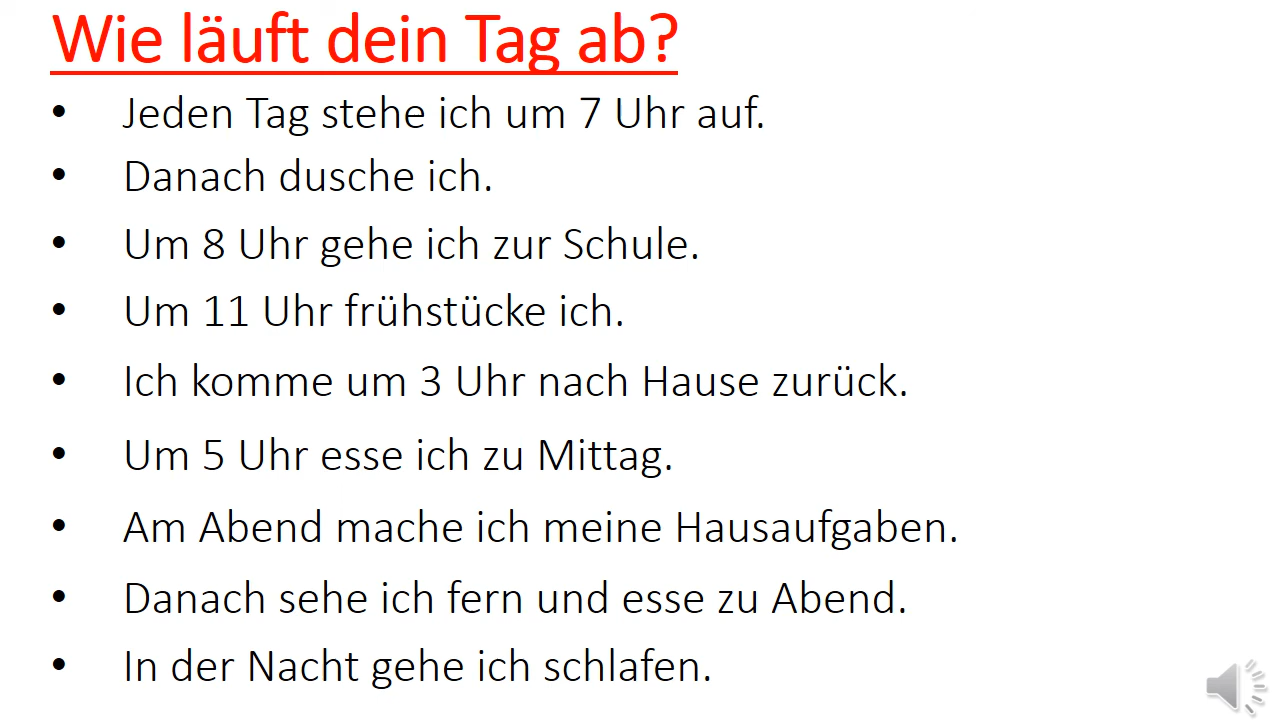 Wie läuft dein Tag ab?
• Jeden Tag stehe ich um 7 Uhr auf.
• Danach dusche ich.
• Um 8 Uhr gehe ich zur Schule.
• Um 11 Uhr frühstücke ich.
• Ich komme um 3 Uhr nach Hause zurück.
• Um 5 Uhr esse ich zu Mittag.
• Am Abend mache ich meine Hausaufgaben.
• Danach sehe ich fern und esse zu Abend.
• In der Nacht gehe ich schlafen.